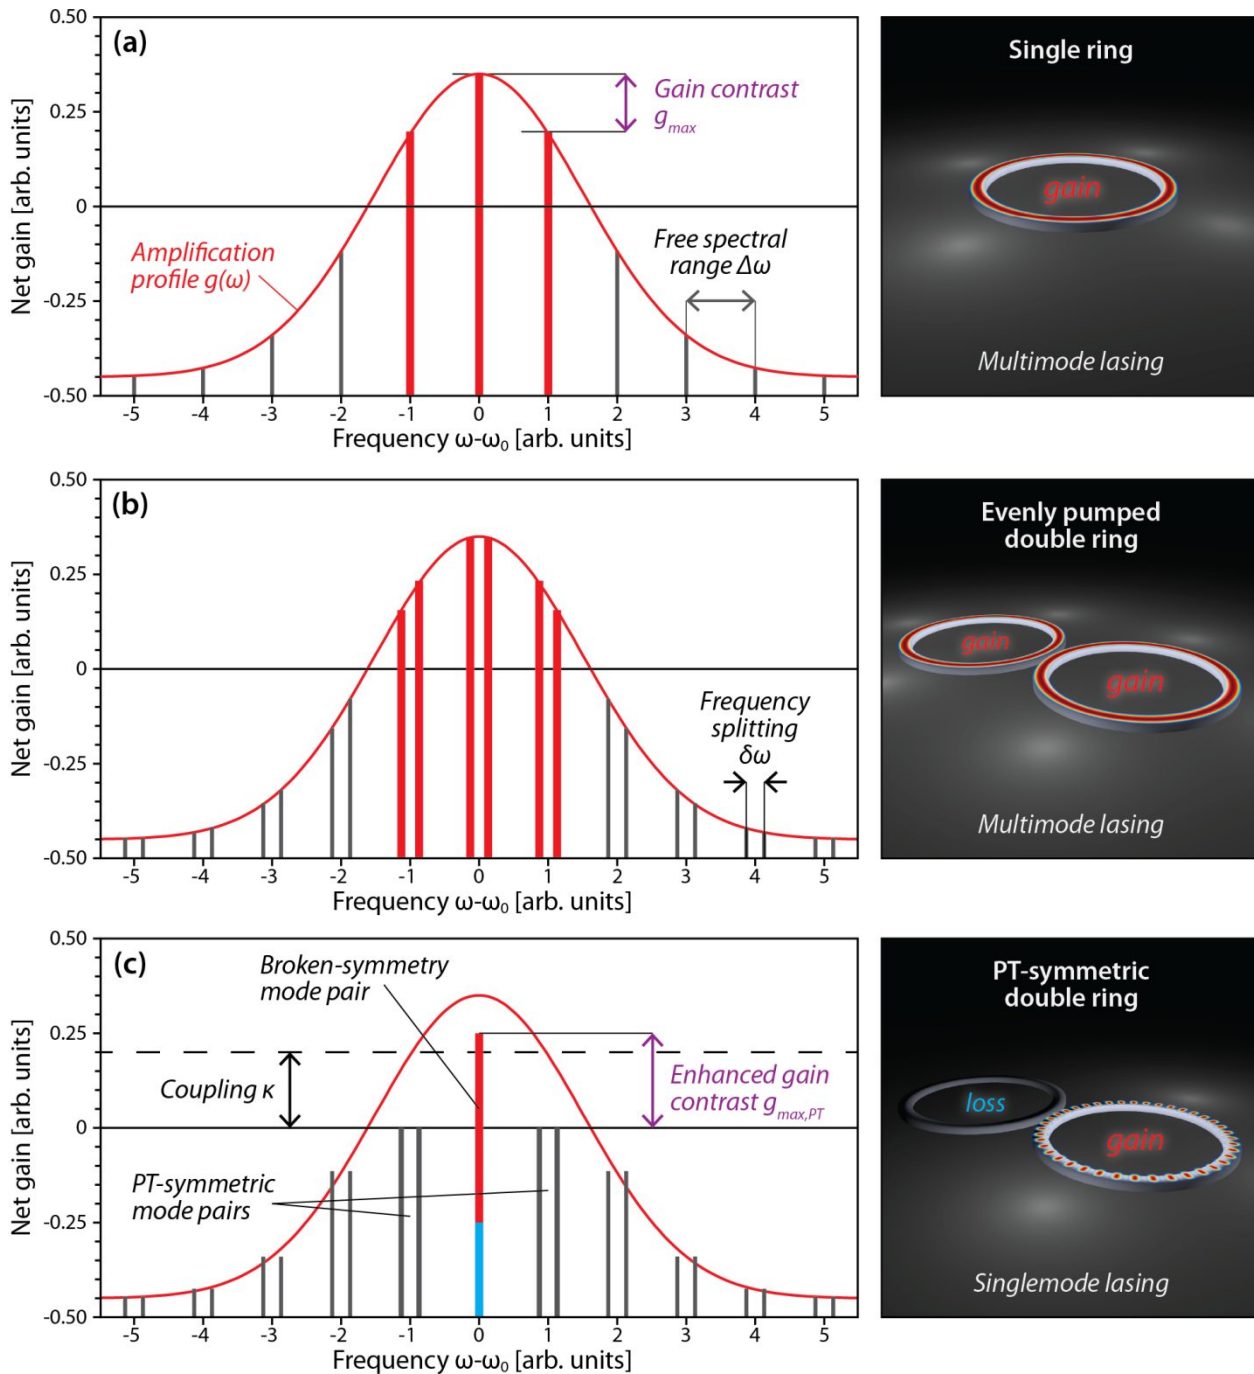 (a)
Net gain [arb. units]
0.50
0.25
0
-0.25
-0.50
Gain contrast
g_max
Amplification
profile g(ω)
Free spectral
range Δω
-5 -4 -3 -2 -1 0 1 2 3 4 5
Frequency ω-ω₀ [arb. units]
Single ring
gain
Multimode lasing
(b)
Net gain [arb. units]
0.50
0.25
0
-0.25
-0.50
Frequency
splitting
δω
-5 -4 -3 -2 -1 0 1 2 3 4 5
Frequency ω-ω₀ [arb. units]
Evenly pumped
double ring
gain
gain
Multimode lasing
(c)
Net gain [arb. units]
0.50
0.25
0
-0.25
-0.50
Broken-symmetry
mode pair
Coupling κ
Enhanced gain
contrast g_max,PT
PT-symmetric
mode pairs
-5 -4 -3 -2 -1 0 1 2 3 4 5
Frequency ω-ω₀ [arb. units]
PT-symmetric
double ring
loss
gain
Singlemode lasing